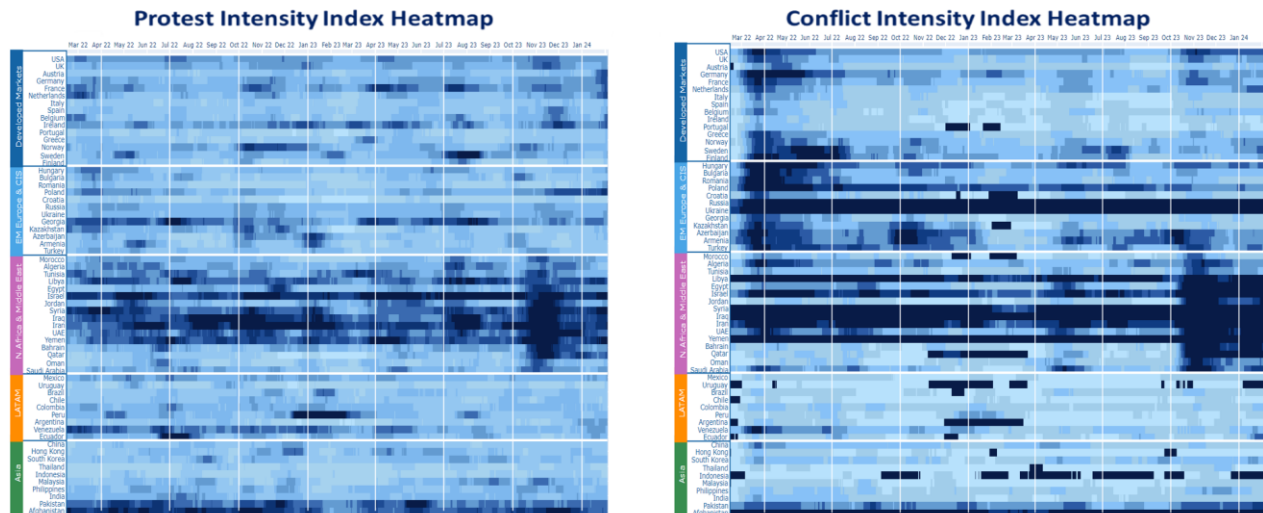 Protest Intensity Index Heatmap
Mar 22 Apr 22 May 22 Jun 22 Jul 22 Aug 22 Sep 22 Oct 22 Nov 22 Dec 22 Jan 23 Feb 23 Mar 23 Apr 23 May 23 Jun 23 Jul 23 Aug 23 Sep 23 Oct 23 Nov 23 Dec 23 Jan 24
Developed Markets
USA
UK
Austria
Germany
France
Netherlands
Italy
Spain
Belgium
Ireland
Portugal
Greece
Norway
Sweden
Finland
EM Europe & CIS
Hungary
Bulgaria
Romania
Poland
Croatia
Russia
Ukraine
Georgia
Kazakhstan
Azerbaijan
Armenia
Turkey
N Africa & Middle East
Morocco
Algeria
Tunisia
Libya
Egypt
Israel
Jordan
Syria
Iraq
Iran
UAE
Yemen
Bahrain
Qatar
Oman
Saudi Arabia
LATAM
Mexico
Uruguay
Brazil
Chile
Colombia
Peru
Argentina
Venezuela
Ecuador
Asia
China
Hong Kong
South Korea
Thailand
Indonesia
Malaysia
Philippines
India
Pakistan
Afghanistan
Conflict Intensity Index Heatmap
Mar 22 Apr 22 May 22 Jun 22 Jul 22 Aug 22 Sep 22 Oct 22 Nov 22 Dec 22 Jan 23 Feb 23 Mar 23 Apr 23 May 23 Jun 23 Jul 23 Aug 23 Sep 23 Oct 23 Nov 23 Dec 23 Jan 24
Developed Markets
USA
UK
Austria
Germany
France
Netherlands
Italy
Spain
Belgium
Ireland
Portugal
Greece
Norway
Sweden
Finland
EM Europe & CIS
Hungary
Bulgaria
Romania
Poland
Croatia
Russia
Ukraine
Georgia
Kazakhstan
Azerbaijan
Armenia
Turkey
N Africa & Middle East
Morocco
Algeria
Tunisia
Libya
Egypt
Israel
Jordan
Syria
Iraq
Iran
UAE
Yemen
Bahrain
Qatar
Oman
Saudi Arabia
LATAM
Mexico
Uruguay
Brazil
Chile
Colombia
Peru
Argentina
Venezuela
Ecuador
Asia
China
Hong Kong
South Korea
Thailand
Indonesia
Malaysia
Philippines
India
Pakistan
Afghanistan